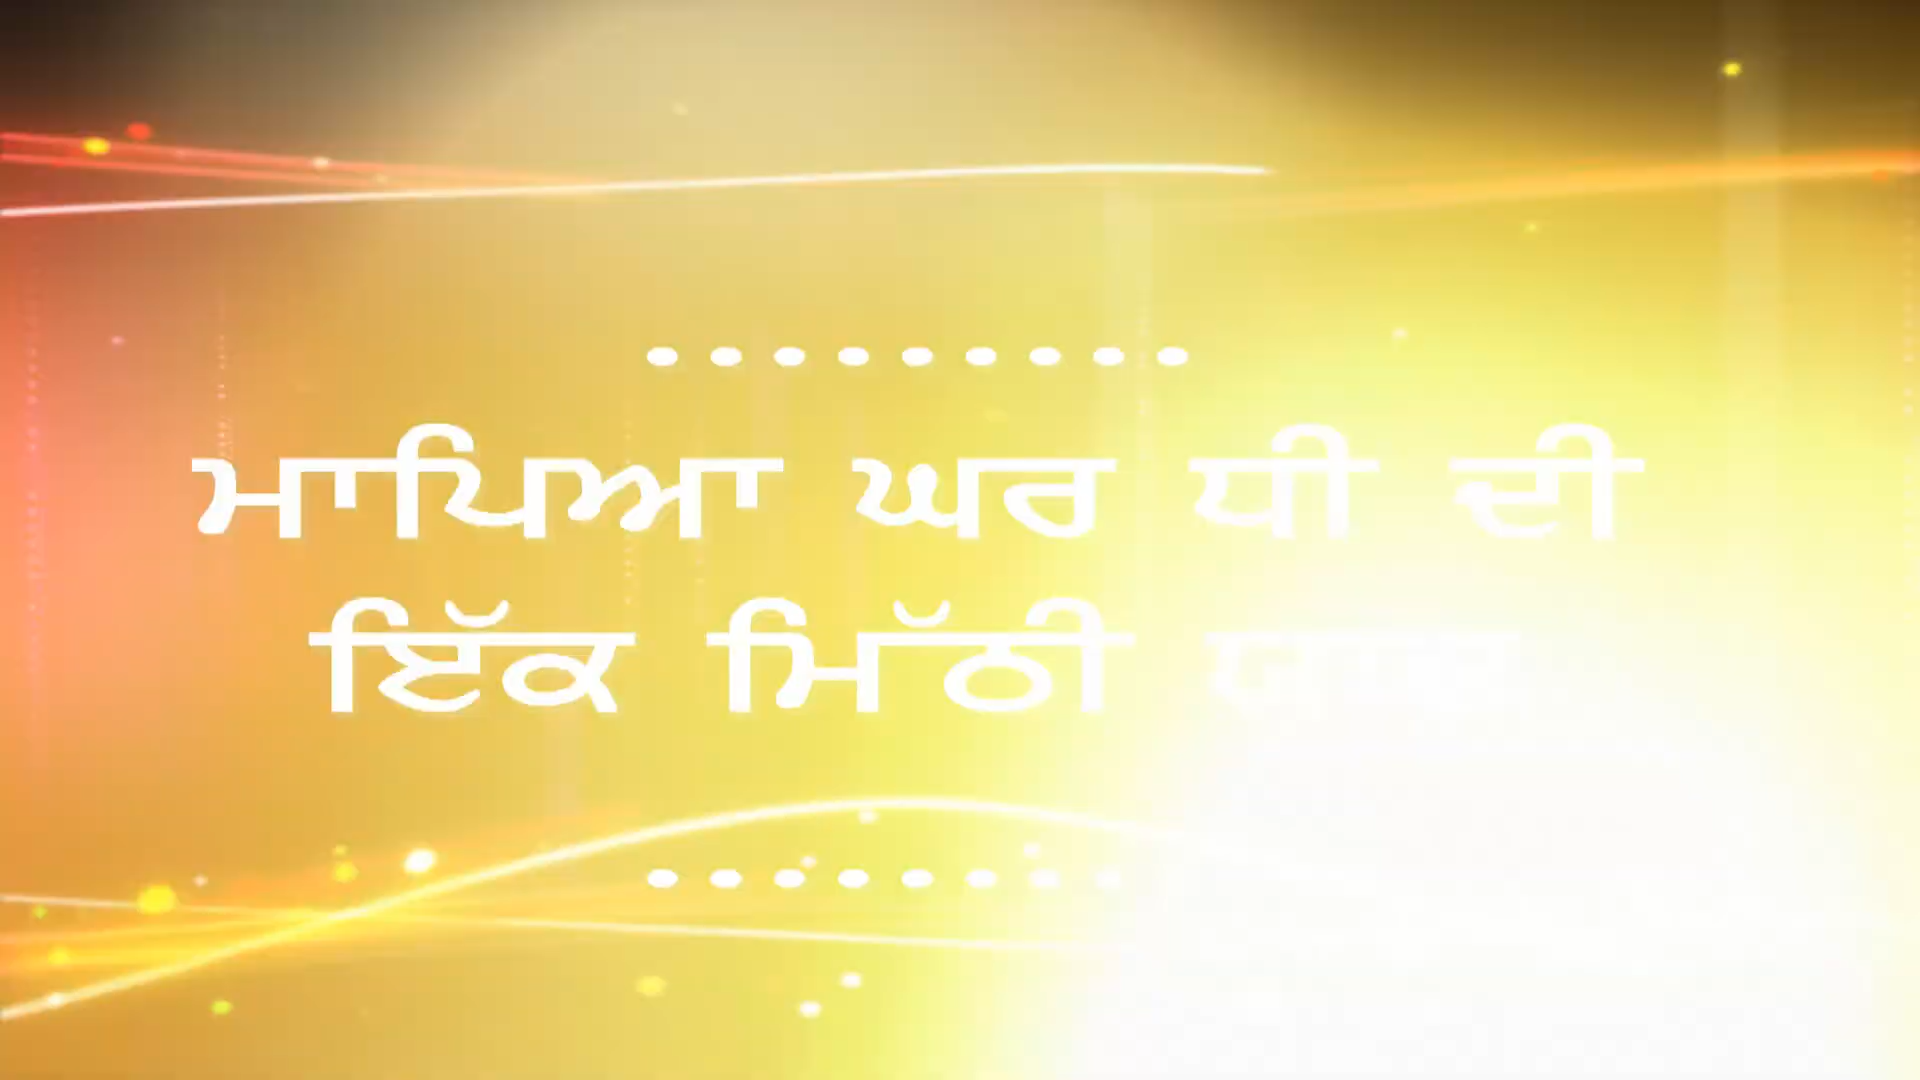 .........
ਮਾਪਿਆ ਘਰ ਧੀ ਦੀ
ਇੱਕ ਮਿੱਠੀ ਯਾਦ
........